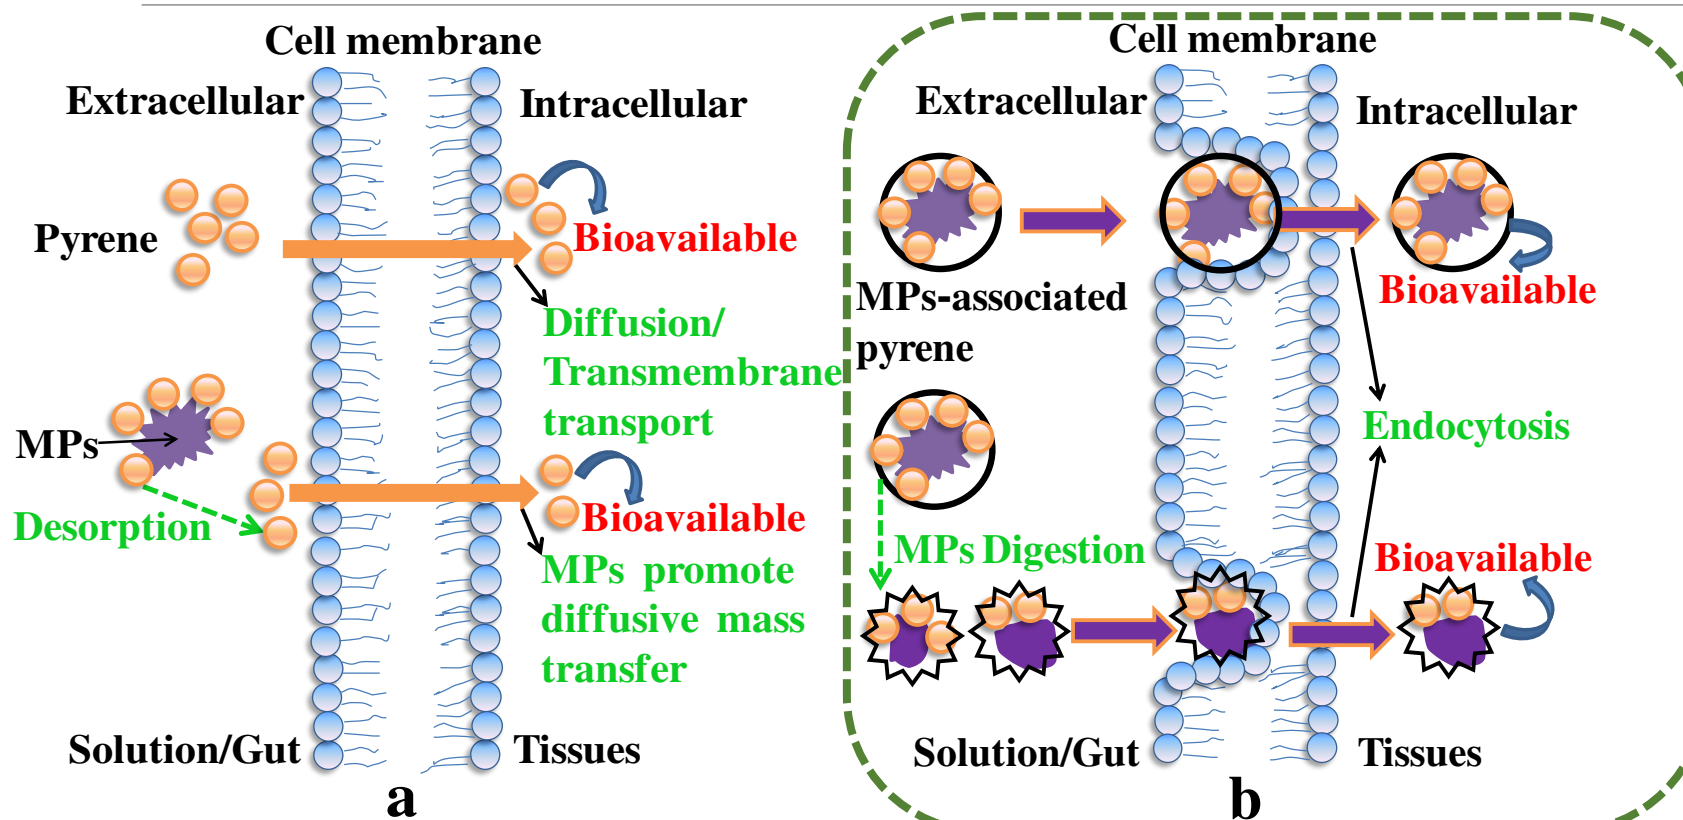 Cell membrane
Extracellular
Intracellular
Pyrene
Bioavailable
Diffusion/
Transmembrane
transport
MPs
Desorption
Bioavailable
MPs promote
diffusive mass
transfer
Solution/Gut
Tissues
a
Cell membrane
Extracellular
Intracellular
MPs-associated
pyrene
Bioavailable
Endocytosis
MPs Digestion
Bioavailable
Solution/Gut
Tissues
b